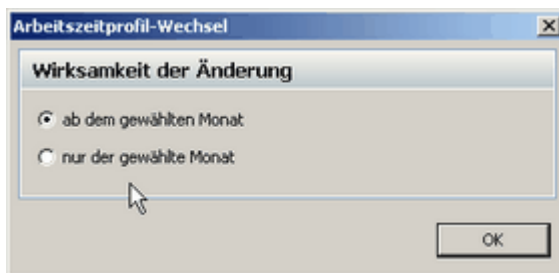 Arbeitszeitprofil-Wechsel
Wirksamkeit der Änderung
ab dem gewählten Monat
nur der gewählte Monat
OK